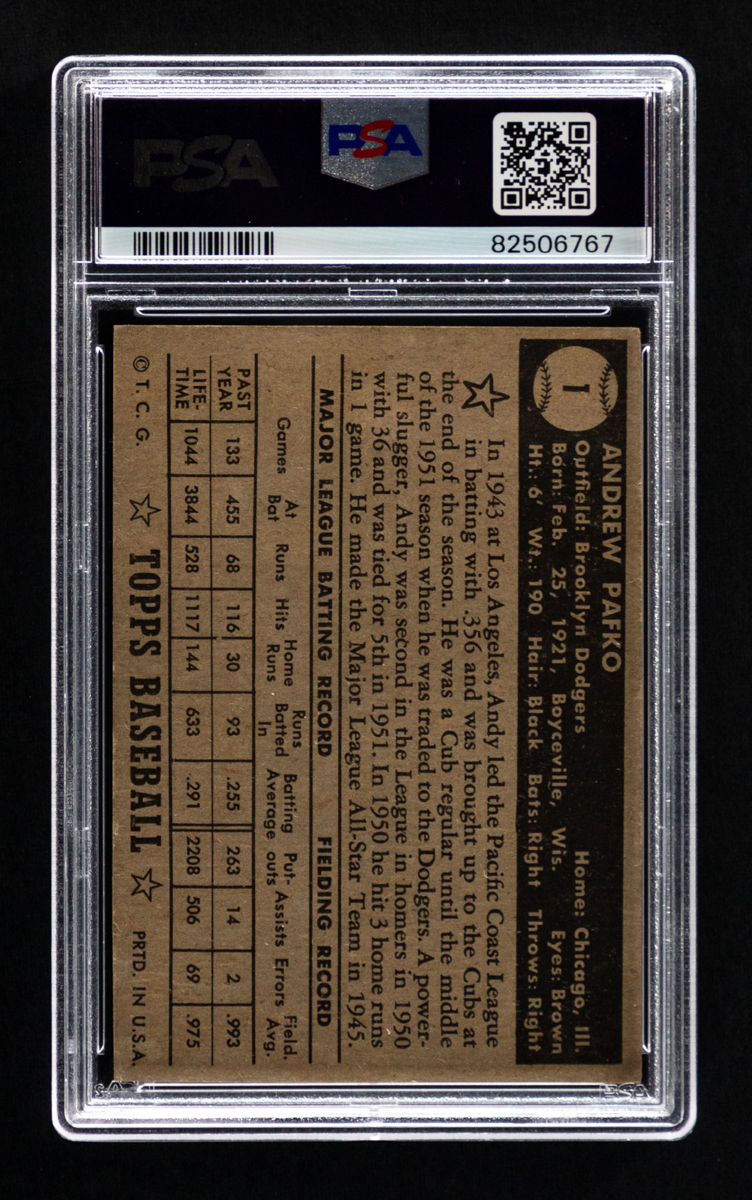 PSA
PSA
82506767
1
ANDREW PAFKO
Outfield: Brooklyn Dodgers Home: Chicago, Ill.
Born: Feb. 25, 1921, Boyceville, Wis. Eyes: Brown
Ht.: 6' Wt.: 190 Hair: Black Bats: Right Throws: Right
In 1943 at Los Angeles, Andy led the Pacific Coast League
in batting with .356 and was brought up to the Cubs at
the end of the season. He was a Cub regular until the middle
of the 1951 season when he was traded to the Dodgers. A power-
ful slugger, Andy was second in the League in homers in 1950
with 36 and was tied for 5th in 1951. In 1950 he hit 3 home runs
in 1 game. He made the Major League All-Star Team in 1945.
MAJOR LEAGUE BATTING RECORD FIELDING RECORD
Games At Bat Runs Hits Home Runs Runs Batted In Batting Average Put-outs Assists Errors Field. Avg.
PAST YEAR 133 455 68 116 30 93 .255 263 14 2 .993
LIFE-TIME 1044 3844 528 1117 144 633 .291 2208 506 69 .975
© T. C. G. ☆ TOPPS BASEBALL ☆ PRTD. IN U.S.A.